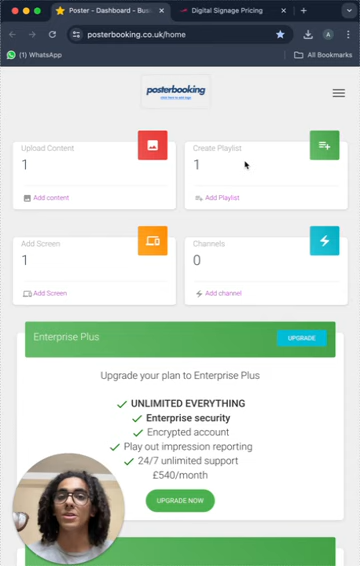 Poster - Dashboard - Bus
Digital Signage Pricing
posterbooking.co.uk/home
A
(1) WhatsApp
All Bookmarks
posterbooking
Upload Content
1
Add content
Create Playlist
1
Add Playlist
Add Screen
1
Add Screen
Channels
0
Add channel
Enterprise Plus
UPGRADE
Upgrade your plan to Enterprise Plus
UNLIMITED EVERYTHING
Enterprise security
Encrypted account
Play out impression reporting
24/7 unlimited support
£540/month
UPGRADE NOW